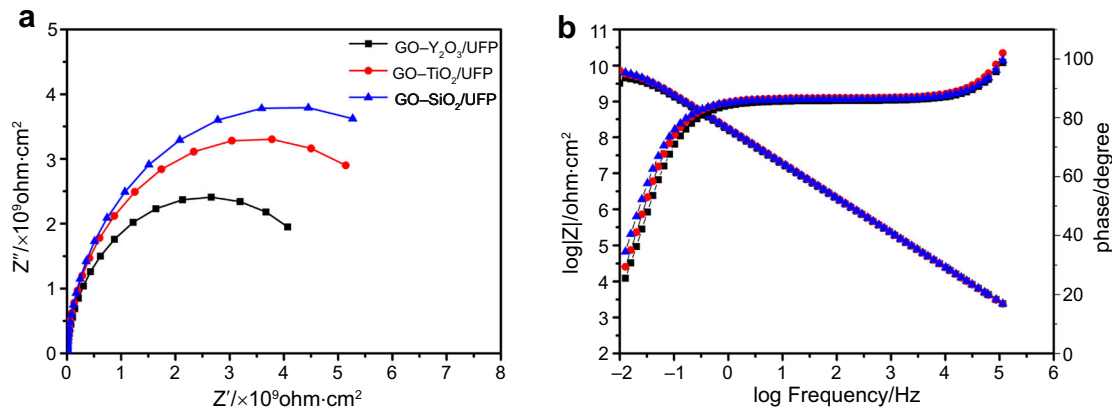 a
5
4
3
2
1
0
Z″/×10⁹ohm·cm²
GO–Y₂O₃/UFP
GO–TiO₂/UFP
GO–SiO₂/UFP
0 1 2 3 4 5 6 7 8
Z′/×10⁹ohm·cm²
b
11
10
9
8
7
6
5
4
3
2
log|Z|/ohm·cm²
100
80
60
40
20
0
phase/degree
–2 –1 0 1 2 3 4 5 6
log Frequency/Hz